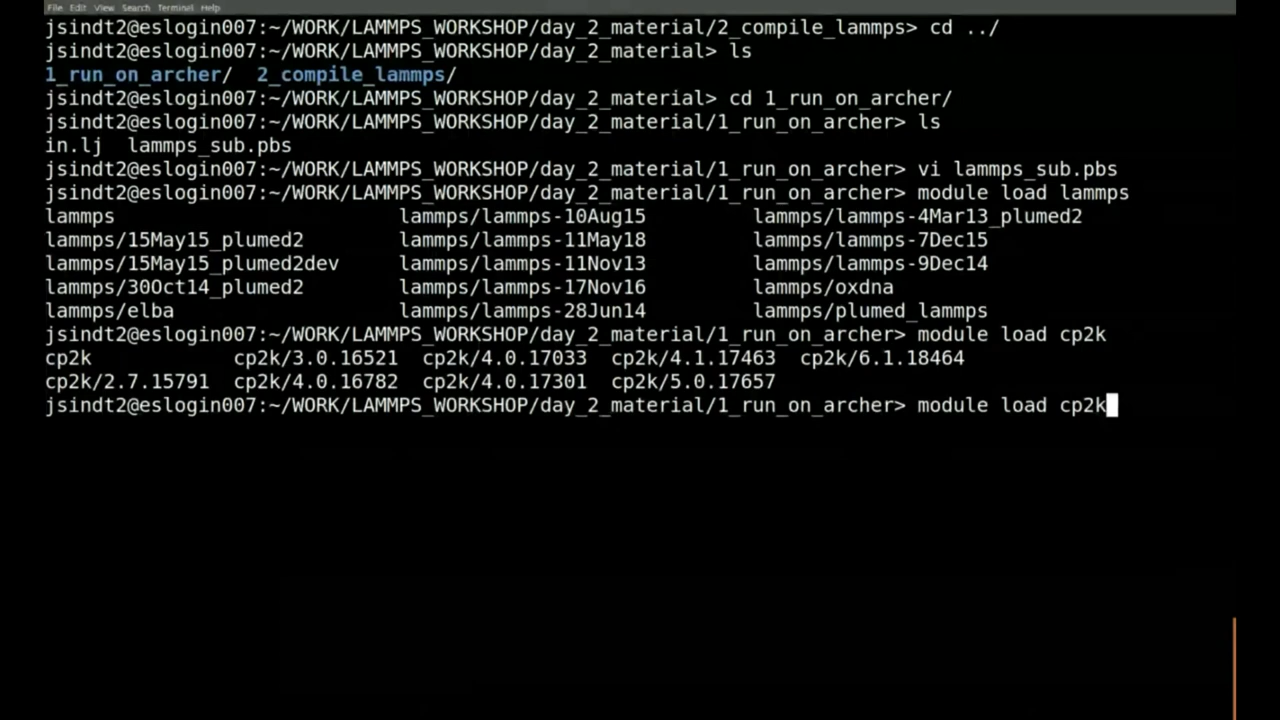 File Edit View Search Terminal Help
jsindt2@eslogin007:~/WORK/LAMMPS_WORKSHOP/day_2_material/2_compile_lammps> cd ../
jsindt2@eslogin007:~/WORK/LAMMPS_WORKSHOP/day_2_material> ls
1_run_on_archer/  2_compile_lammps/
jsindt2@eslogin007:~/WORK/LAMMPS_WORKSHOP/day_2_material> cd 1_run_on_archer/
jsindt2@eslogin007:~/WORK/LAMMPS_WORKSHOP/day_2_material/1_run_on_archer> ls
in.lj  lammps_sub.pbs
jsindt2@eslogin007:~/WORK/LAMMPS_WORKSHOP/day_2_material/1_run_on_archer> vi lammps_sub.pbs
jsindt2@eslogin007:~/WORK/LAMMPS_WORKSHOP/day_2_material/1_run_on_archer> module load lammps
lammps                        lammps/lammps-10Aug15         lammps/lammps-4Mar13_plumed2
lammps/15May15_plumed2        lammps/lammps-11May18         lammps/lammps-7Dec15
lammps/15May15_plumed2dev     lammps/lammps-11Nov13         lammps/lammps-9Dec14
lammps/30Oct14_plumed2        lammps/lammps-17Nov16         lammps/oxdna
lammps/elba                   lammps/lammps-28Jun14         lammps/plumed_lammps
jsindt2@eslogin007:~/WORK/LAMMPS_WORKSHOP/day_2_material/1_run_on_archer> module load cp2k
cp2k            cp2k/3.0.16521  cp2k/4.0.17033  cp2k/4.1.17463  cp2k/6.1.18464
cp2k/2.7.15791  cp2k/4.0.16782  cp2k/4.0.17301  cp2k/5.0.17657
jsindt2@eslogin007:~/WORK/LAMMPS_WORKSHOP/day_2_material/1_run_on_archer> module load cp2k